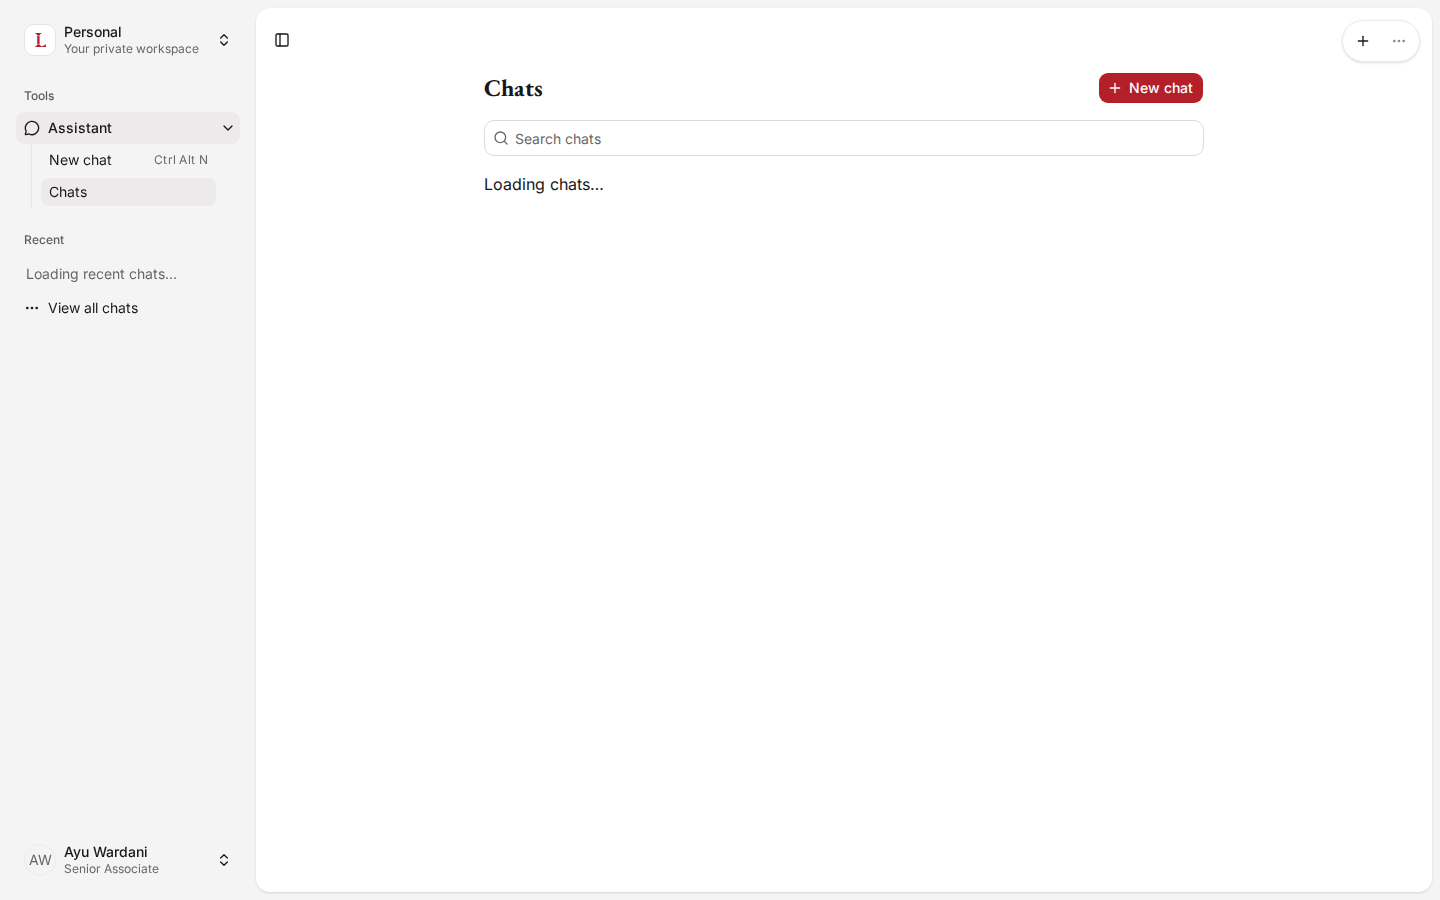 L
Personal
Your private workspace
Tools
Assistant
New chat Ctrl Alt N
Chats
Recent
Loading recent chats...
View all chats
AW
Ayu Wardani
Senior Associate
Chats
New chat
Search chats
Loading chats...